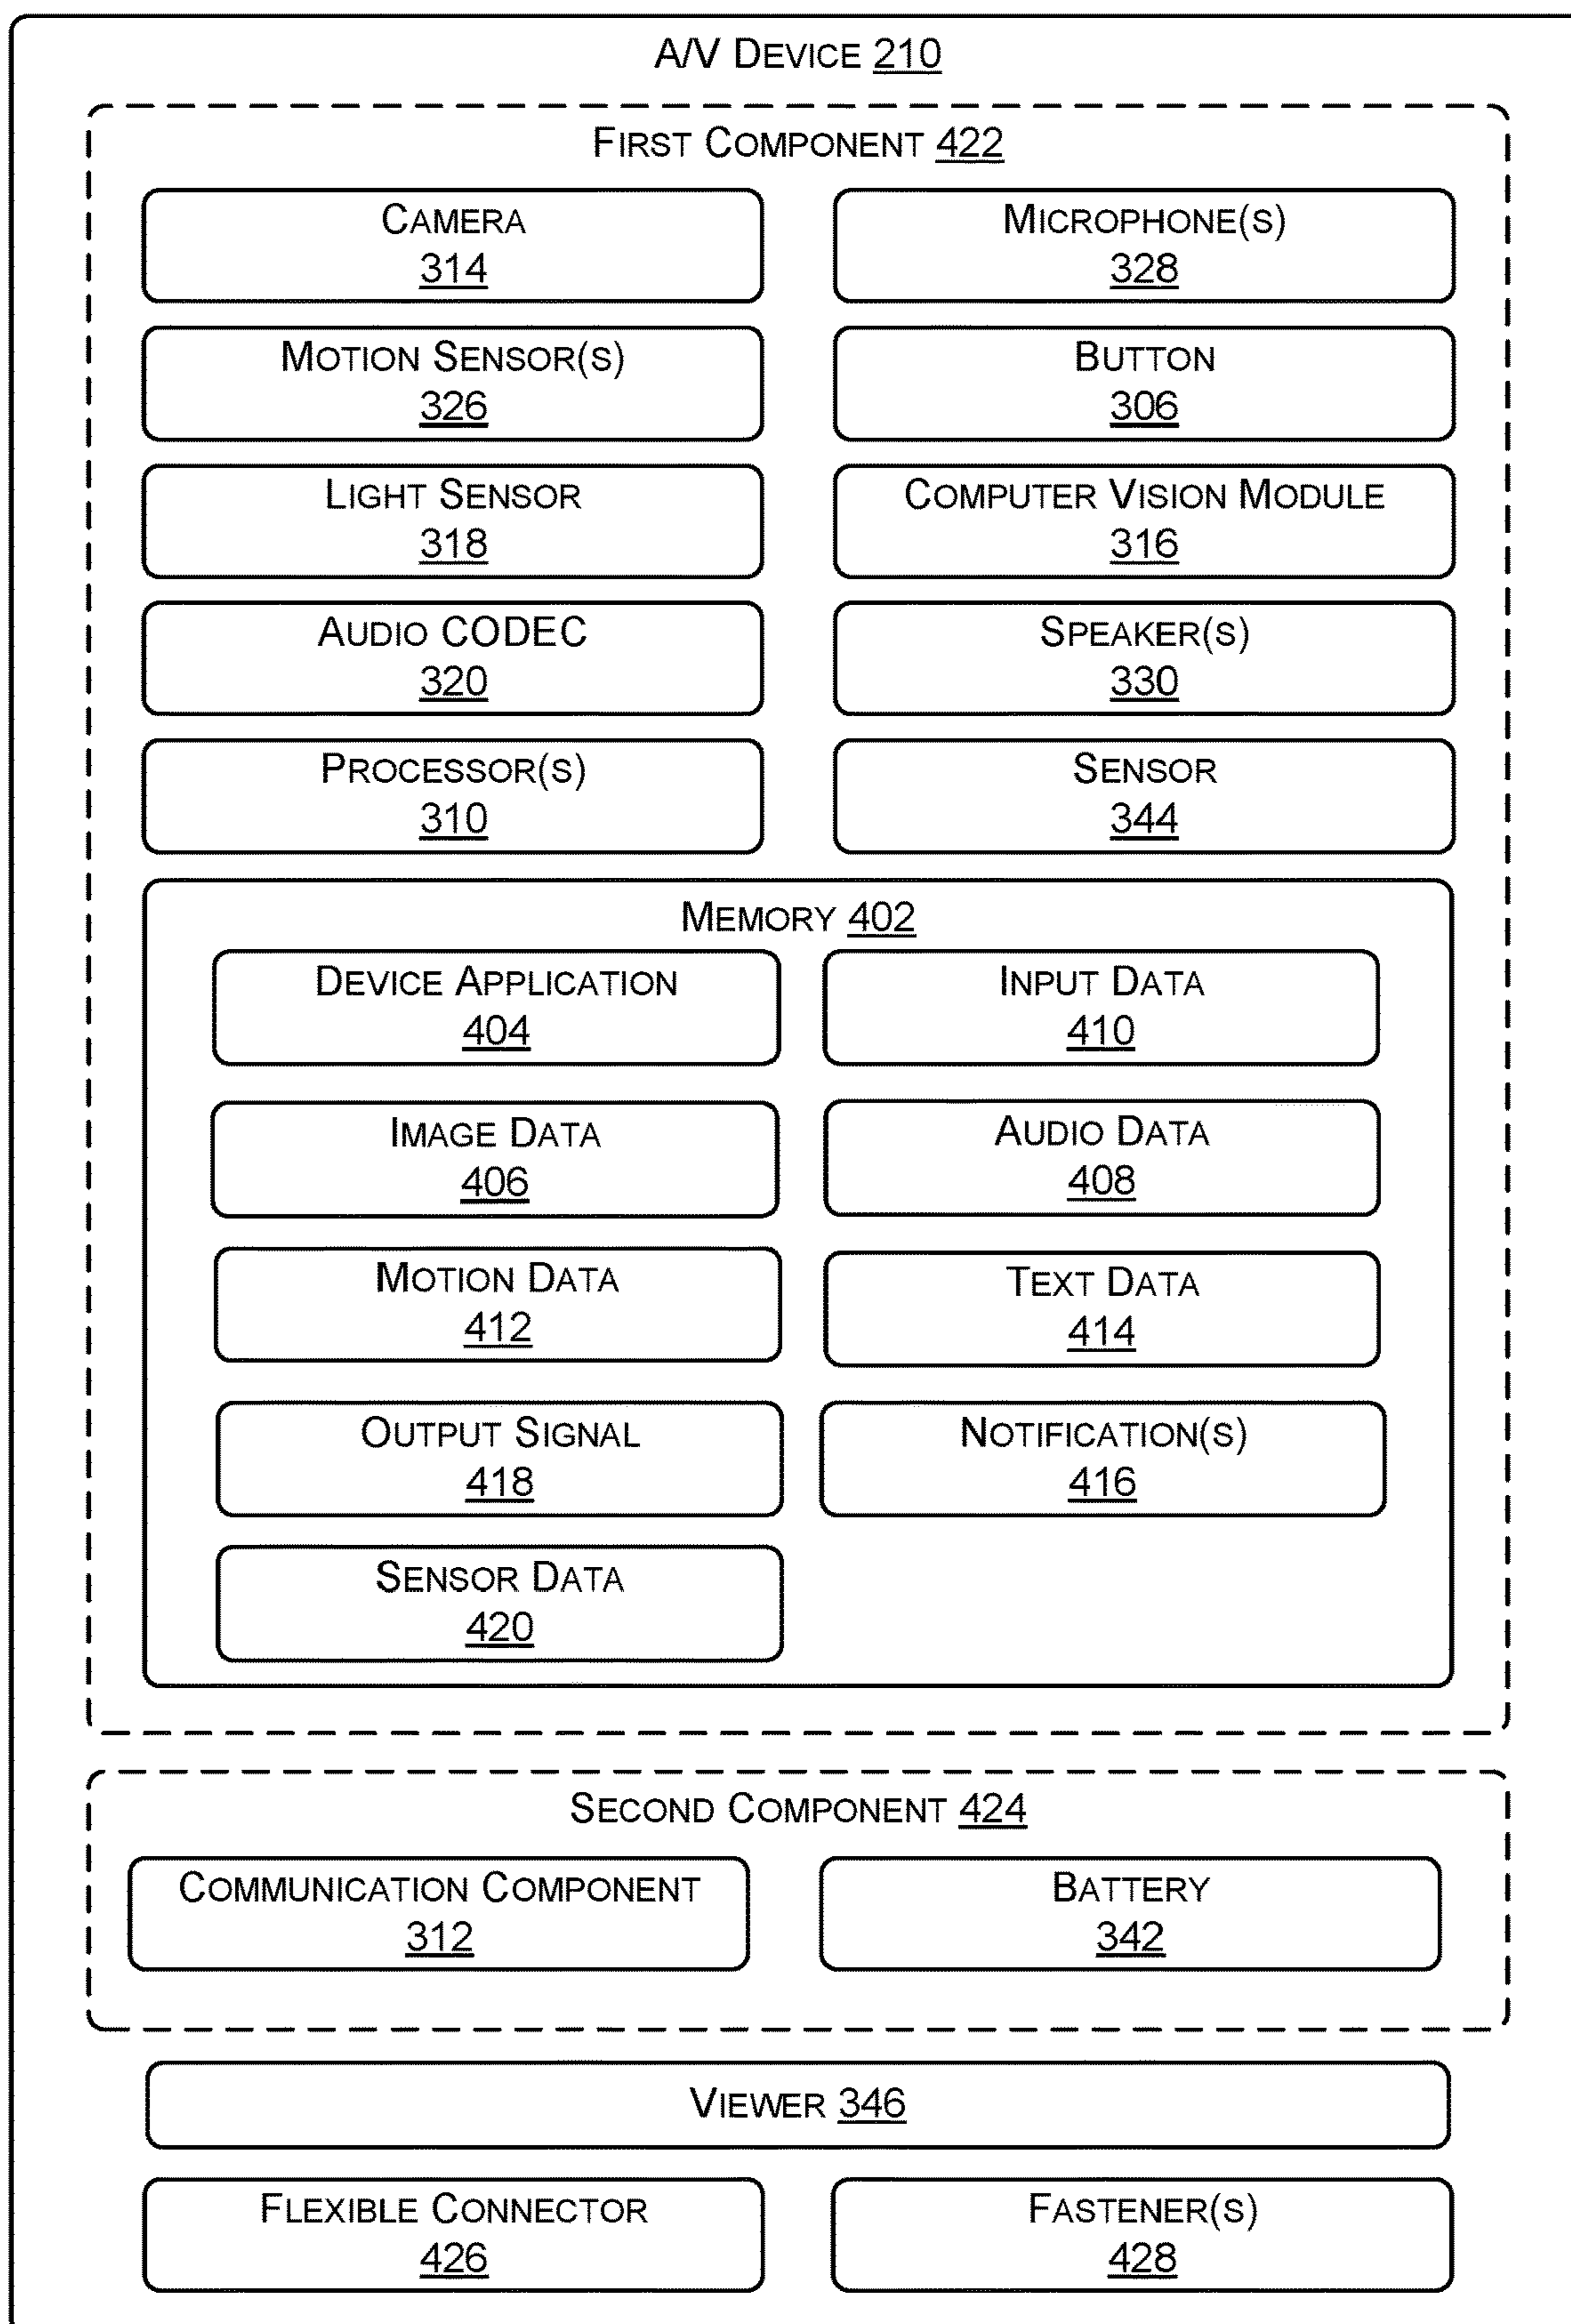 A/V DEVICE 210
FIRST COMPONENT 422
CAMERA
314
MICROPHONE(S)
328
MOTION SENSOR(S)
326
BUTTON
306
LIGHT SENSOR
318
COMPUTER VISION MODULE
316
AUDIO CODEC
320
SPEAKER(S)
330
PROCESSOR(S)
310
SENSOR
344
MEMORY 402
DEVICE APPLICATION
404
INPUT DATA
410
IMAGE DATA
406
AUDIO DATA
408
MOTION DATA
412
TEXT DATA
414
OUTPUT SIGNAL
418
NOTIFICATION(S)
416
SENSOR DATA
420
SECOND COMPONENT 424
COMMUNICATION COMPONENT
312
BATTERY
342
VIEWER 346
FLEXIBLE CONNECTOR
426
FASTENER(S)
428